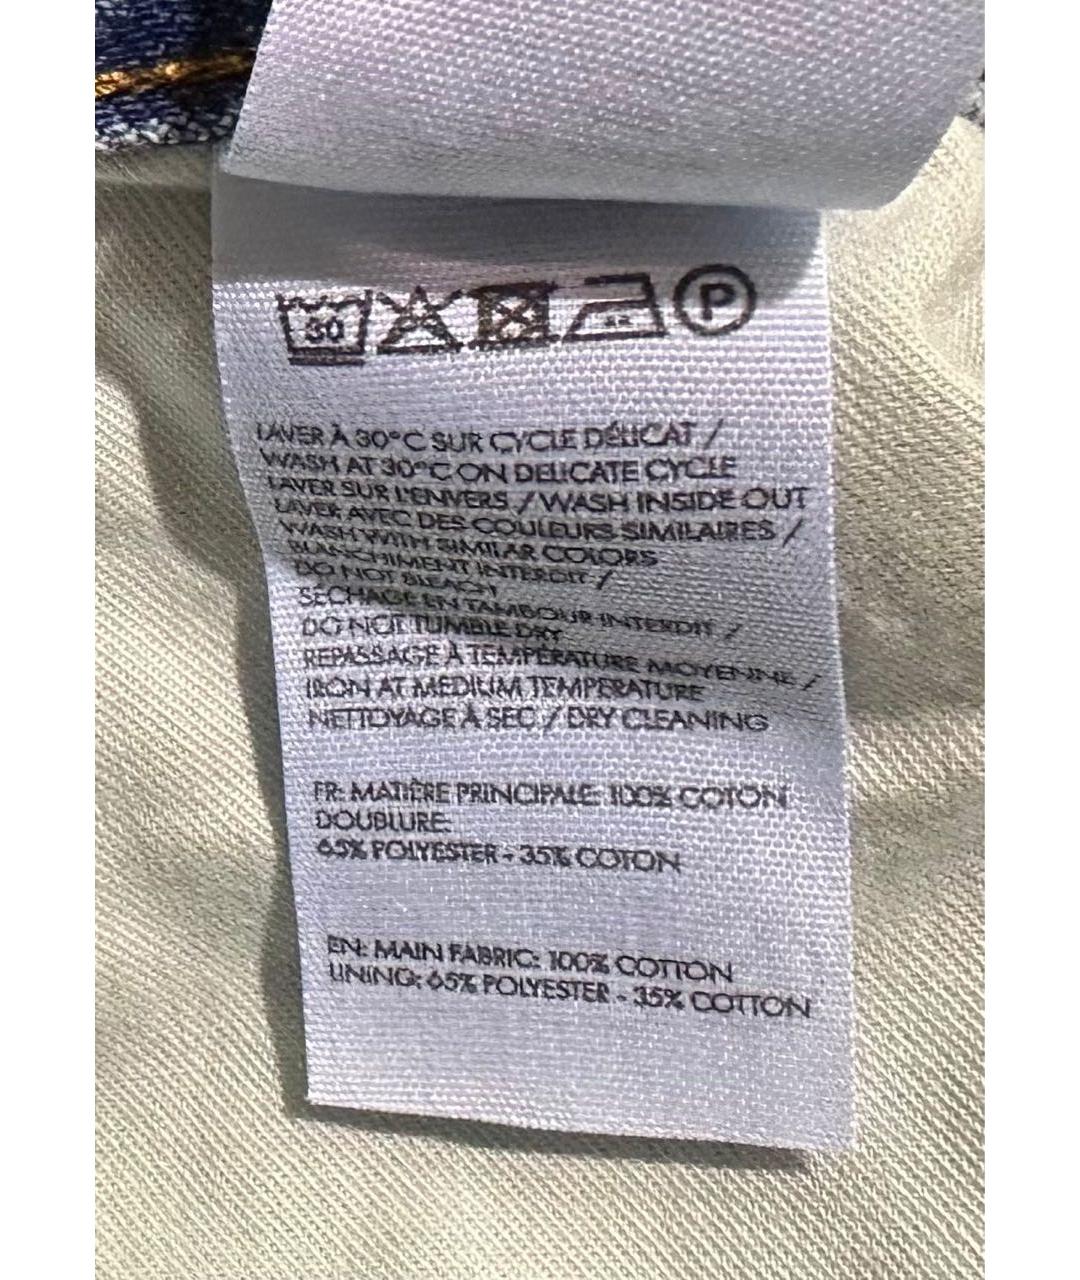 30
P
LAVER À 30°C SUR CYCLE DÉLICAT /
WASH AT 30°C ON DELICATE CYCLE
LAVER SUR L'ENVERS / WASH INSIDE OUT
LAVER AVEC DES COULEURS SIMILAIRES /
WASH WITH SIMILAR COLORS
BLANCHIMENT INTERDIT /
DO NOT BLEACH
SÉCHAGE EN TAMBOUR INTERDIT /
DO NOT TUMBLE DRY
REPASSAGE À TEMPÉRATURE MOYENNE /
IRON AT MEDIUM TEMPERATURE
NETTOYAGE À SEC / DRY CLEANING
FR: MATIÈRE PRINCIPALE: 100% COTON
DOUBLURE:
65% POLYESTER - 35% COTON
EN: MAIN FABRIC: 100% COTTON
LINING: 65% POLYESTER - 35% COTTON